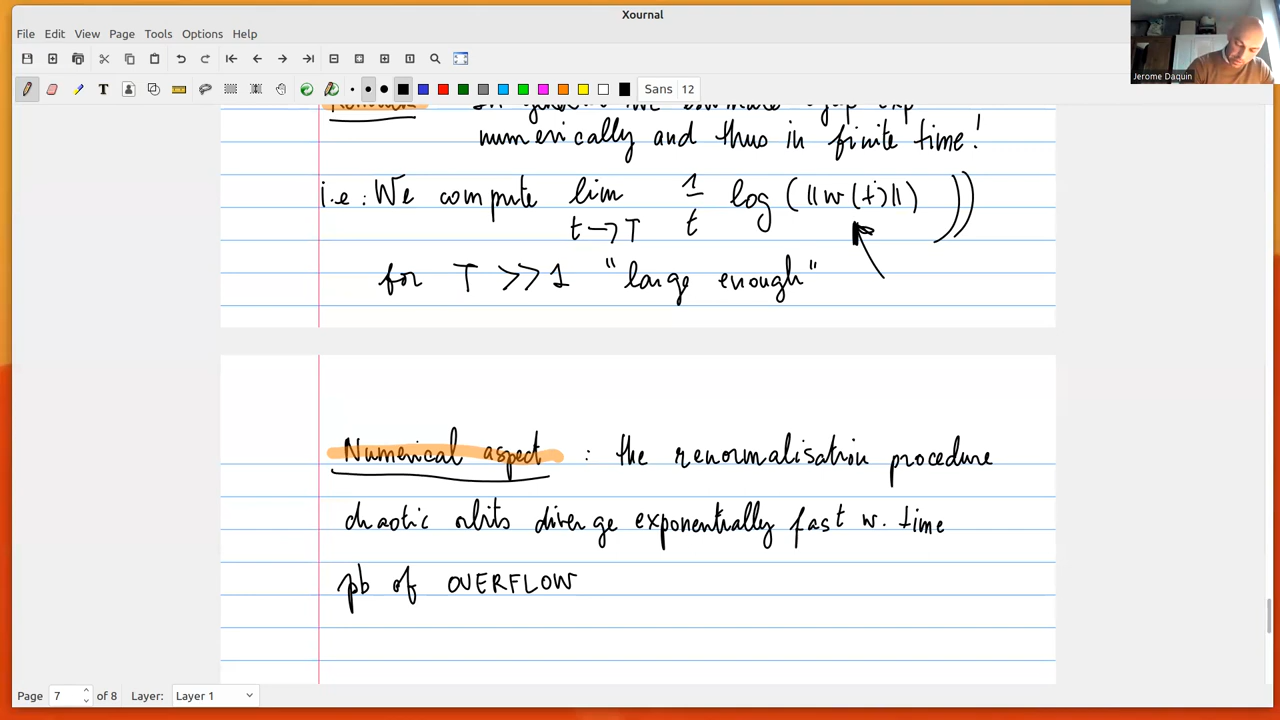 Xournal
File Edit View Page Tools Options Help
Jerome Daquin
Sans 12
numerically and thus in finite time!
i.e: We compute lim 1 log (||w(t)||) ))
t→T t
for T >>1 "large enough"
Numerical aspect : the renormalisation procedure
chaotic orbits diverge exponentially fast w. time
pb of OVERFLOW
Page 7 of 8 Layer: Layer 1